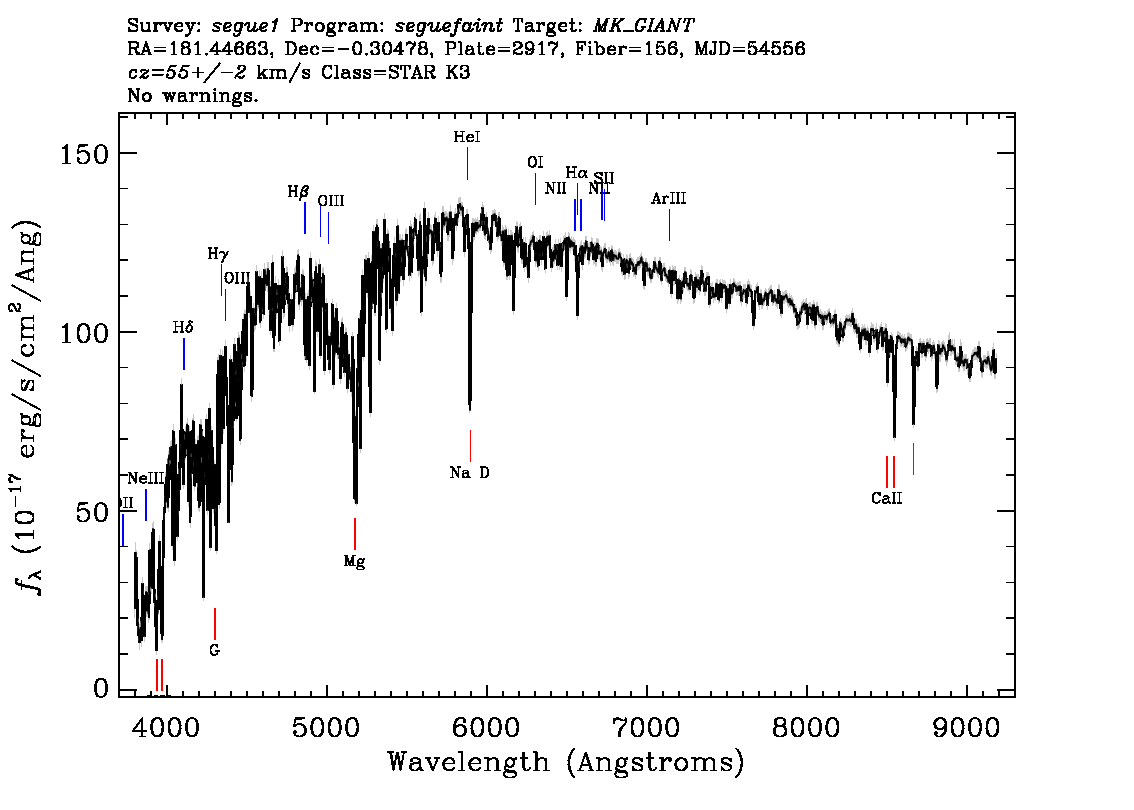 Survey: segue1 Program: seguefaint Target: MK_GIANT
RA=181.44663, Dec=-0.30478, Plate=2917, Fiber=156, MJD=54556
cz=55+/-2 km/s Class=STAR K3
No warnings.
HeI
150
OI
Hα
SII
NII
NII
Hβ
OIII
ArIII
Hγ
OIII
Hδ
100
Na D
NeIII
CaII
50
Mg
G
0
4000 5000 6000 7000 8000 9000
Wavelength (Angstroms)
fλ (10−17 erg/s/cm2/Ang)